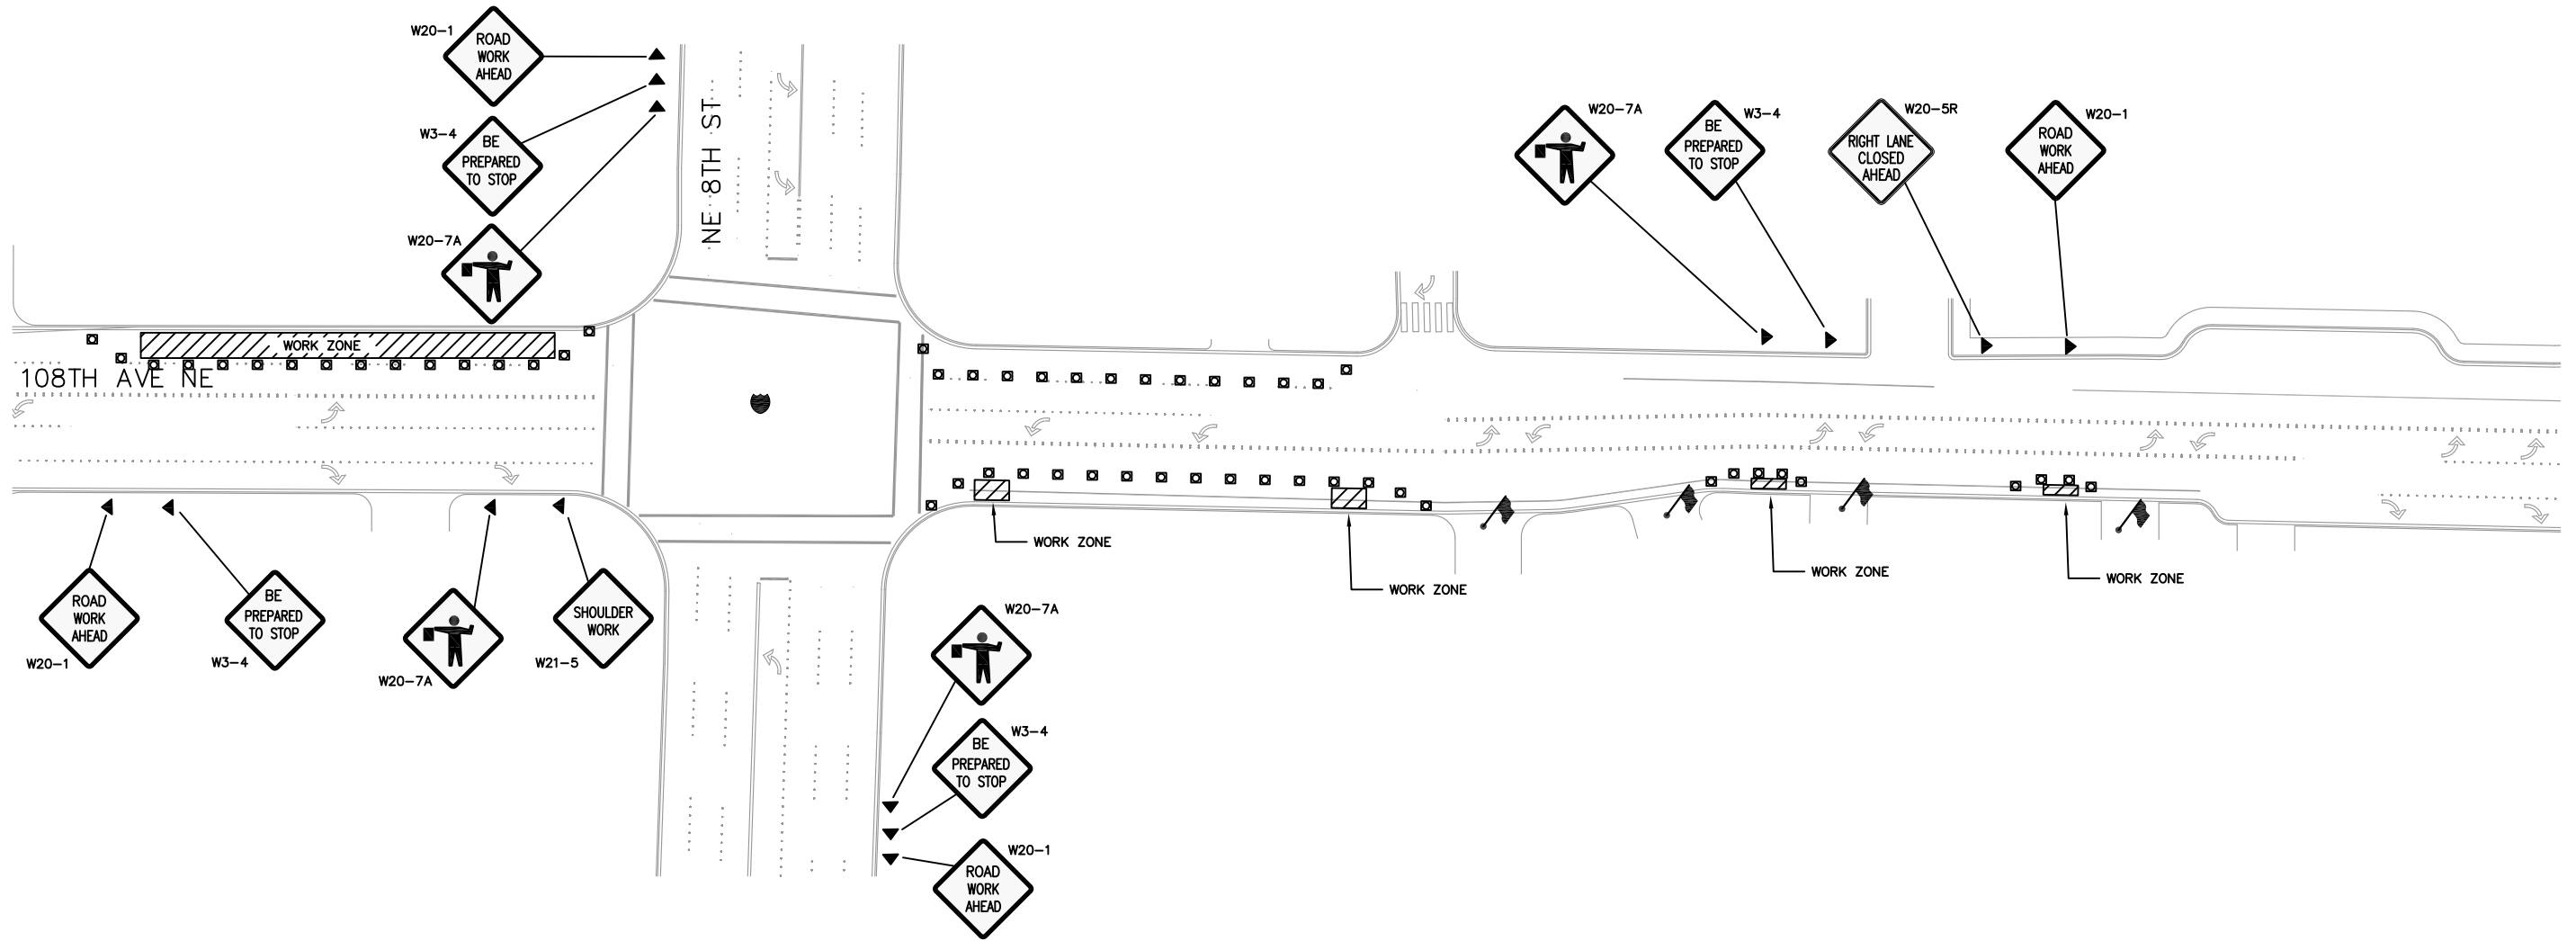 W20-1
ROAD
WORK
AHEAD
W3-4
BE
PREPARED
TO STOP
W20-7A
NE 8TH ST
W20-7A
W3-4
BE
PREPARED
TO STOP
W20-5R
RIGHT LANE
CLOSED
AHEAD
W20-1
ROAD
WORK
AHEAD
WORK ZONE
108TH AVE NE
WORK ZONE
WORK ZONE
WORK ZONE
WORK ZONE
ROAD
WORK
AHEAD
W20-1
BE
PREPARED
TO STOP
W3-4
W20-7A
SHOULDER
WORK
W21-5
W20-7A
W3-4
BE
PREPARED
TO STOP
W20-1
ROAD
WORK
AHEAD